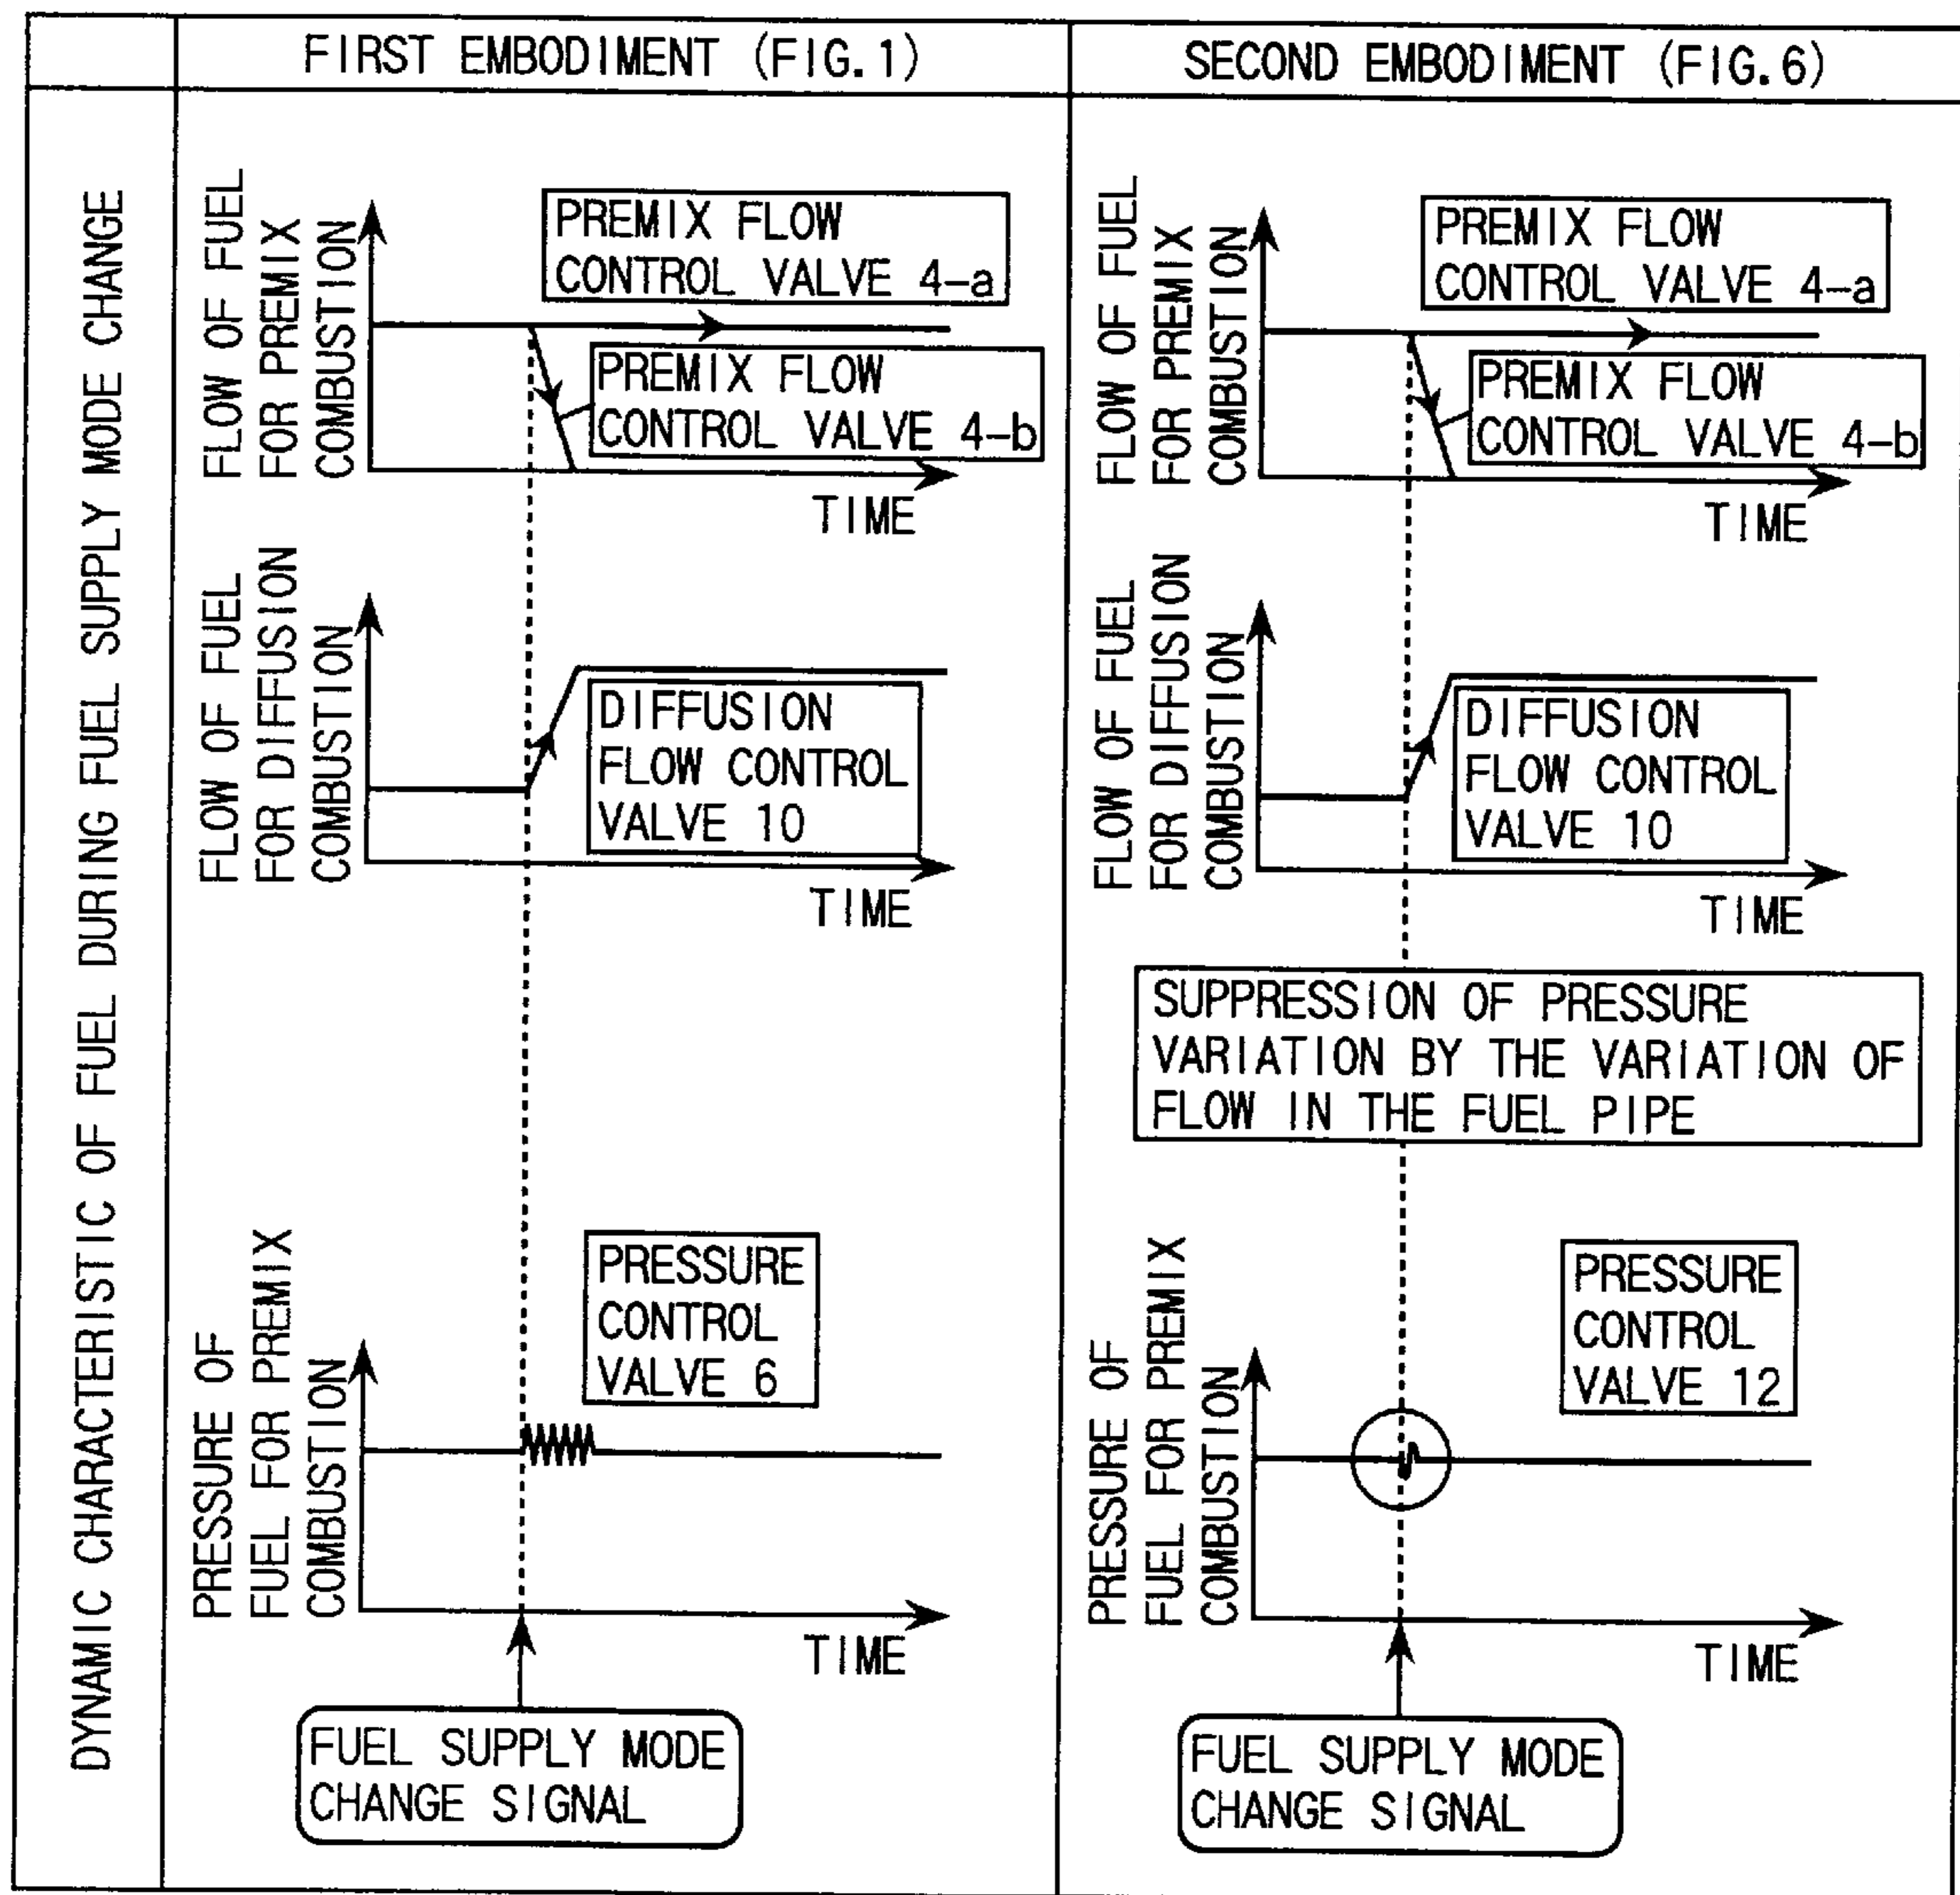 FIRST EMBODIMENT (FIG.1)
SECOND EMBODIMENT (FIG.6)
DYNAMIC CHARACTERISTIC OF FUEL DURING FUEL SUPPLY MODE CHANGE
FLOW OF FUEL
FOR PREMIX
COMBUSTION
PREMIX FLOW
CONTROL VALVE 4-a
PREMIX FLOW
CONTROL VALVE 4-b
TIME
FLOW OF FUEL
FOR DIFFUSION
COMBUSTION
DIFFUSION
FLOW CONTROL
VALVE 10
TIME
PRESSURE OF
FUEL FOR PREMIX
COMBUSTION
PRESSURE
CONTROL
VALVE 6
TIME
FUEL SUPPLY MODE
CHANGE SIGNAL
FLOW OF FUEL
FOR PREMIX
COMBUSTION
PREMIX FLOW
CONTROL VALVE 4-a
PREMIX FLOW
CONTROL VALVE 4-b
TIME
FLOW OF FUEL
FOR DIFFUSION
COMBUSTION
DIFFUSION
FLOW CONTROL
VALVE 10
TIME
SUPPRESSION OF PRESSURE
VARIATION BY THE VARIATION OF
FLOW IN THE FUEL PIPE
PRESSURE OF
FUEL FOR PREMIX
COMBUSTION
PRESSURE
CONTROL
VALVE 12
TIME
FUEL SUPPLY MODE
CHANGE SIGNAL